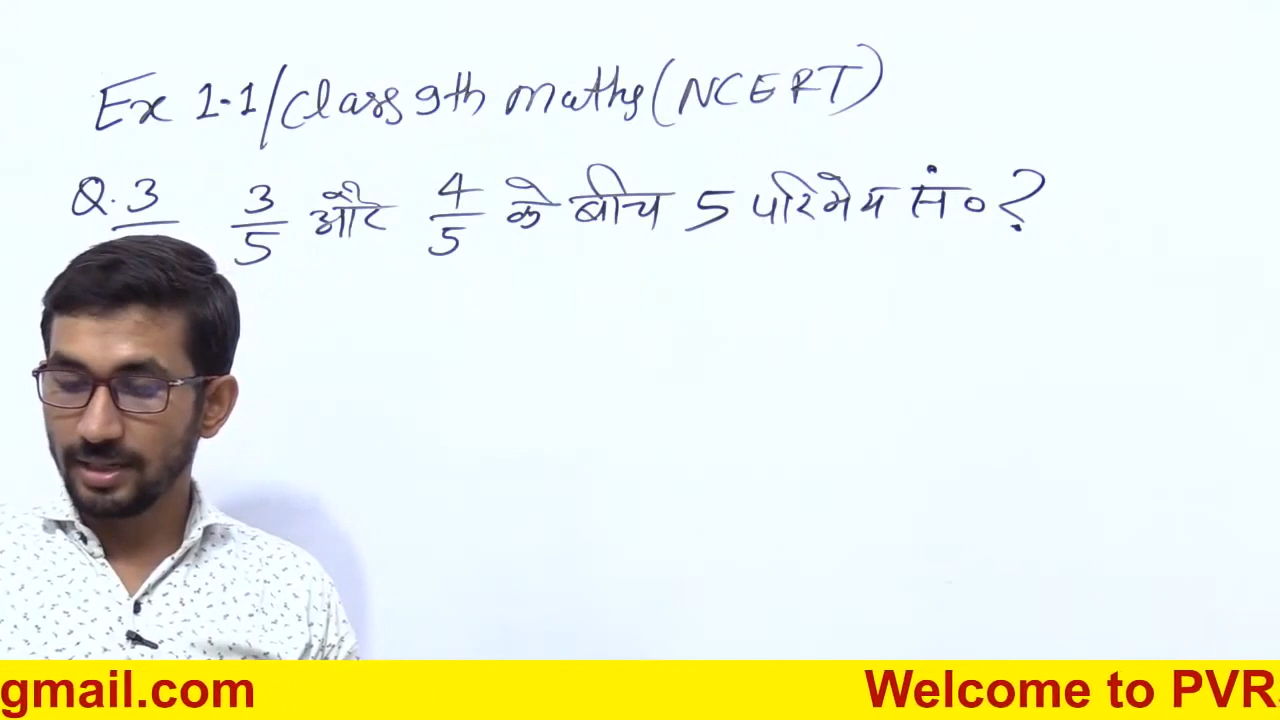 Ex 1.1/Class 9th maths (NCERT)
Q.3 3/5 और 4/5 के बीच 5 परिमेय सं० ?
gmail.com Welcome to PVR